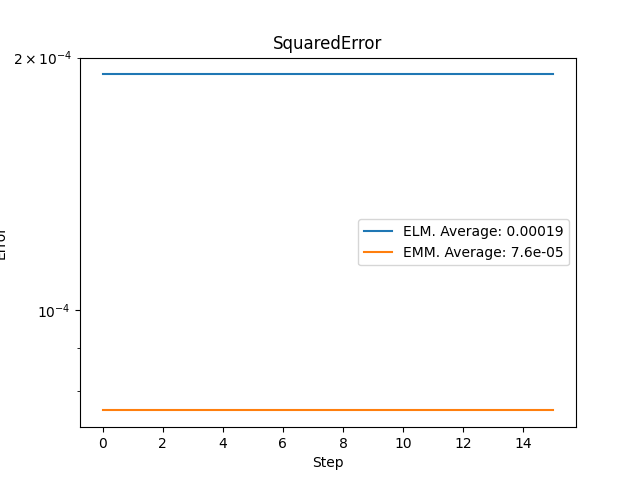 SquaredError
2 × 10⁻⁴
10⁻⁴
Error
ELM. Average: 0.00019
EMM. Average: 7.6e-05
0 2 4 6 8 10 12 14
Step